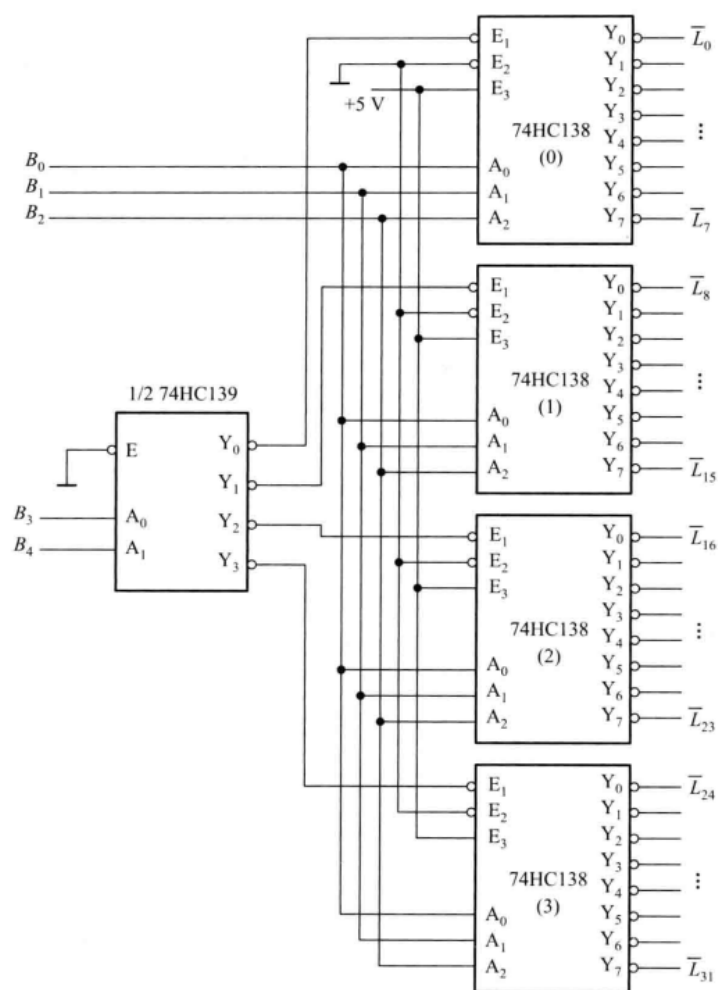 E₁ Y₀ L̅₀
E₂ Y₁
+5 V E₃ Y₂
74HC138 Y₃
(0) Y₄ ⋮
B₀ A₀ Y₅
B₁ A₁ Y₆
B₂ A₂ Y₇ L̅₇
E₁ Y₀ L̅₈
E₂ Y₁
E₃ Y₂
74HC138 Y₃
(1) Y₄ ⋮
A₀ Y₅
A₁ Y₆
A₂ Y₇ L̅₁₅
1/2 74HC139
E Y₀
Y₁
B₃ A₀ Y₂
B₄ A₁ Y₃
E₁ Y₀ L̅₁₆
E₂ Y₁
E₃ Y₂
74HC138 Y₃
(2) Y₄ ⋮
A₀ Y₅
A₁ Y₆
A₂ Y₇ L̅₂₃
E₁ Y₀ L̅₂₄
E₂ Y₁
E₃ Y₂
74HC138 Y₃
(3) Y₄ ⋮
A₀ Y₅
A₁ Y₆
A₂ Y₇ L̅₃₁